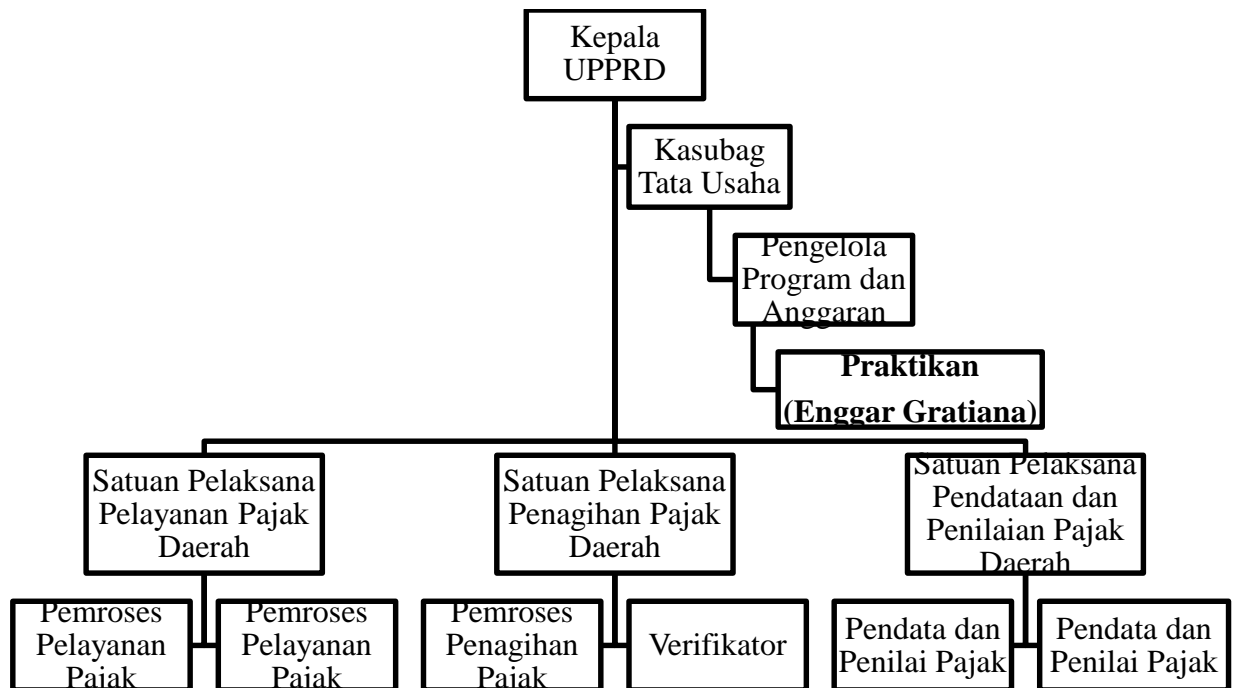 Kepala
UPPRD
Kasubag
Tata Usaha
Pengelola
Program dan
Anggaran
Praktikan
(Enggar Gratiana)
Satuan Pelaksana
Pelayanan Pajak
Daerah
Satuan Pelaksana
Penagihan Pajak
Daerah
Satuan Pelaksana
Pendataan dan
Penilaian Pajak
Daerah
Pemroses
Pelayanan
Pajak
Pemroses
Pelayanan
Pajak
Pemroses
Penagihan
Pajak
Verifikator
Pendata dan
Penilai Pajak
Pendata dan
Penilai Pajak